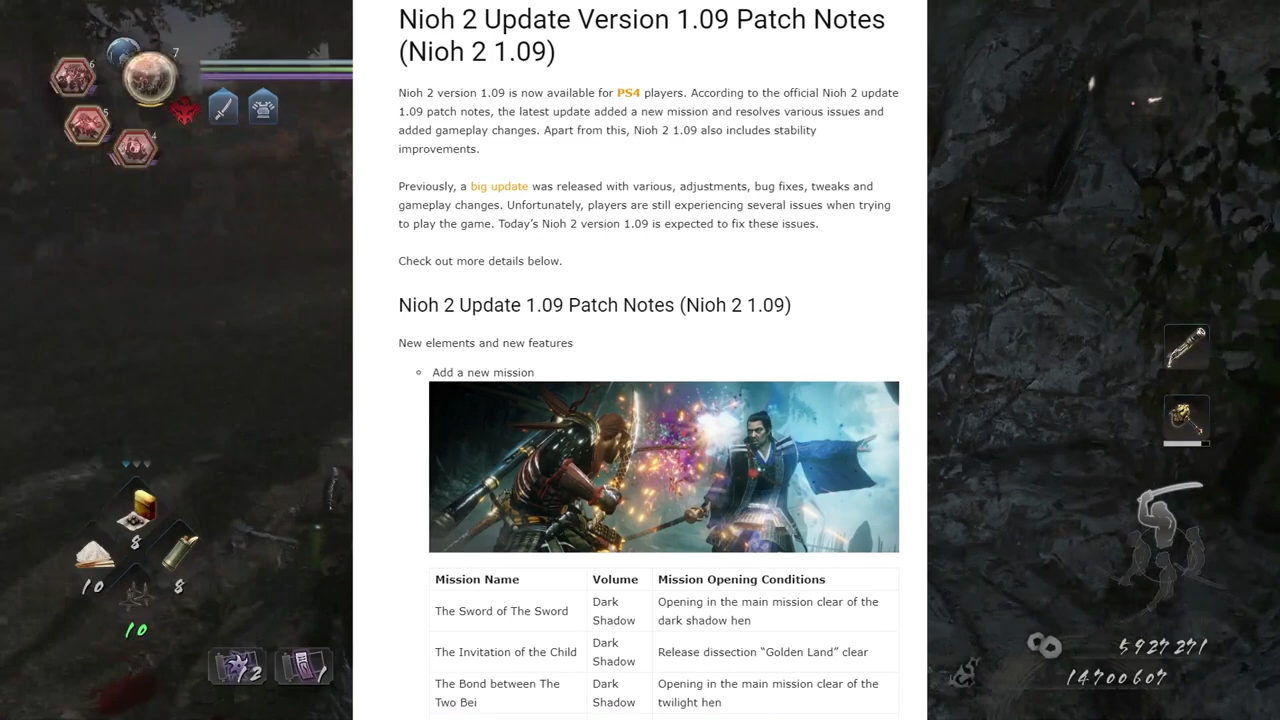 Nioh 2 Update Version 1.09 Patch Notes
(Nioh 2 1.09)
Nioh 2 version 1.09 is now available for PS4 players. According to the official Nioh 2 update
1.09 patch notes, the latest update added a new mission and resolves various issues and
added gameplay changes. Apart from this, Nioh 2 1.09 also includes stability
improvements.
Previously, a big update was released with various, adjustments, bug fixes, tweaks and
gameplay changes. Unfortunately, players are still experiencing several issues when trying
to play the game. Today’s Nioh 2 version 1.09 is expected to fix these issues.
Check out more details below.
Nioh 2 Update 1.09 Patch Notes (Nioh 2 1.09)
New elements and new features
Add a new mission
Mission Name Volume Mission Opening Conditions
The Sword of The Sword Dark Shadow Opening in the main mission clear of the
dark shadow hen
The Invitation of the Child Dark Shadow Release dissection “Golden Land” clear
The Bond between The Two Bei Dark Shadow Opening in the main mission clear of the
twilight hen
7
6
5
4
8
10
8
10
2
1
5927271
14700607